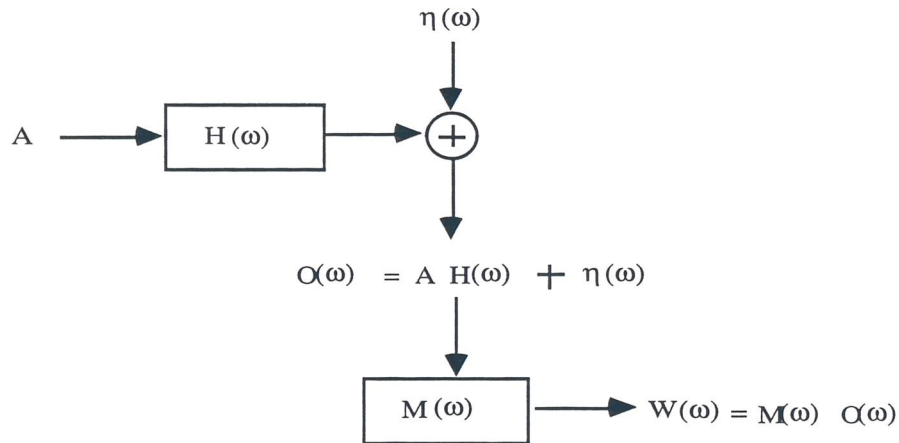 η(ω)
A H(ω) +
O(ω) = A H(ω) + η(ω)
M(ω) W(ω) = M(ω) O(ω)